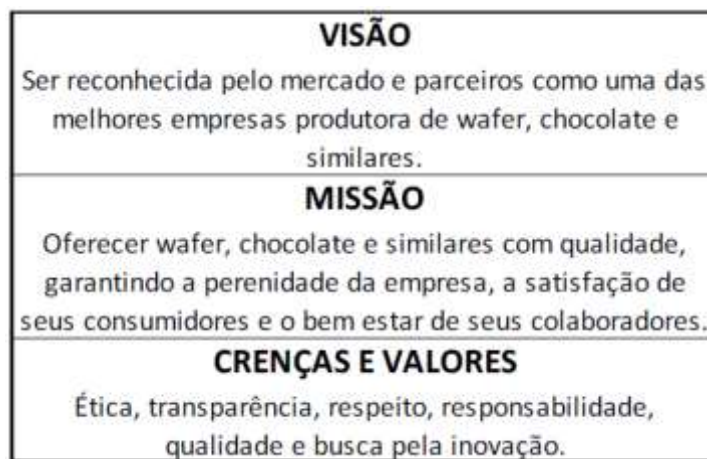 VISÃO
Ser reconhecida pelo mercado e parceiros como uma das
melhores empresas produtora de wafer, chocolate e
similares.
MISSÃO
Oferecer wafer, chocolate e similares com qualidade,
garantindo a perenidade da empresa, a satisfação de
seus consumidores e o bem estar de seus colaboradores.
CRENÇAS E VALORES
Ética, transparência, respeito, responsabilidade,
qualidade e busca pela inovação.